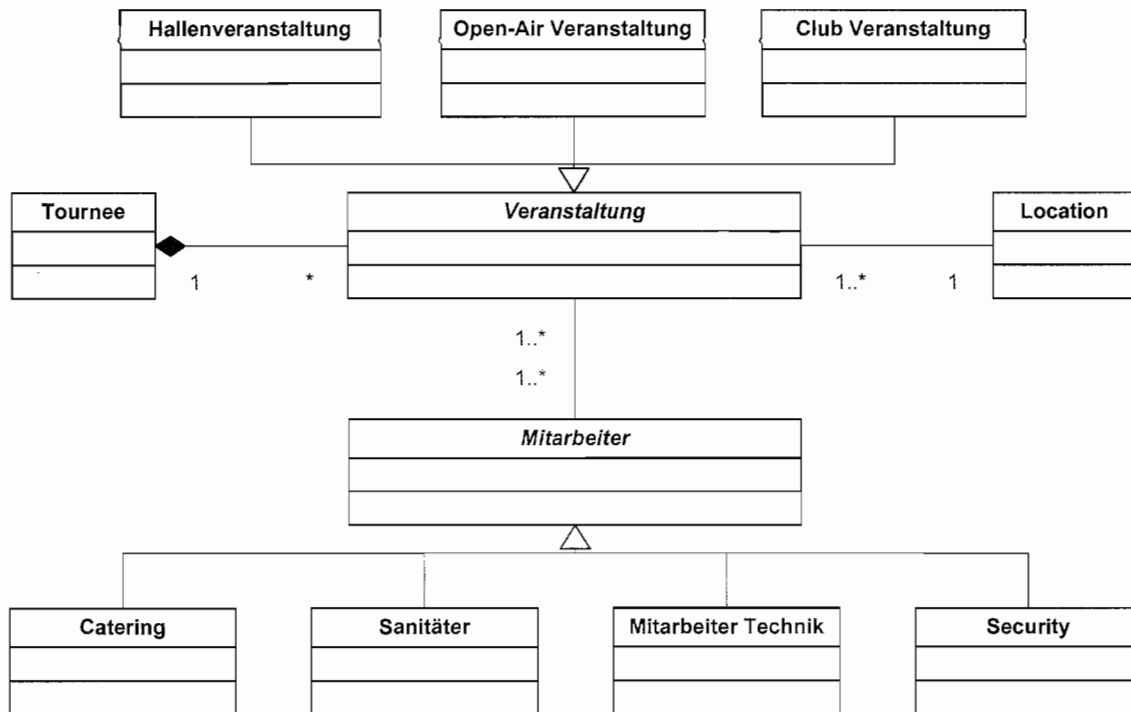 Hallenveranstaltung
Open-Air Veranstaltung
Club Veranstaltung
Tournee
Veranstaltung
Location
1
*
1..*
1
1..*
1..*
Mitarbeiter
Catering
Sanitäter
Mitarbeiter Technik
Security